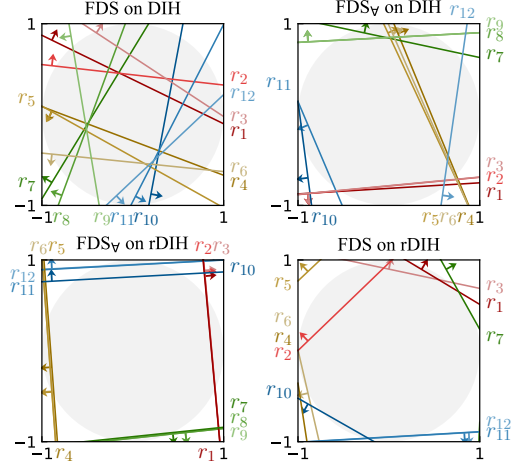 FDS on DIH
1
r₂
r₁₂
r₃
r₁
r₅
r₆
r₄
r₇
-1
-1
r₈
r₉
r₁₁
r₁₀
1
FDS∀ on DIH
r₁₂
1
r₉
r₈
r₇
r₁₁
r₃
r₂
r₁
-1
-1
r₁₀
r₅
r₆
r₄
1
FDS∀ on rDIH
r₆
r₅
r₂
r₃
1
r₁₀
r₁₂
r₁₁
r₇
r₈
r₉
-1
-1
r₄
r₁
1
FDS on rDIH
1
r₅
r₃
r₁
r₆
r₇
r₄
r₂
r₁₀
r₁₂
r₁₁
-1
-1
1